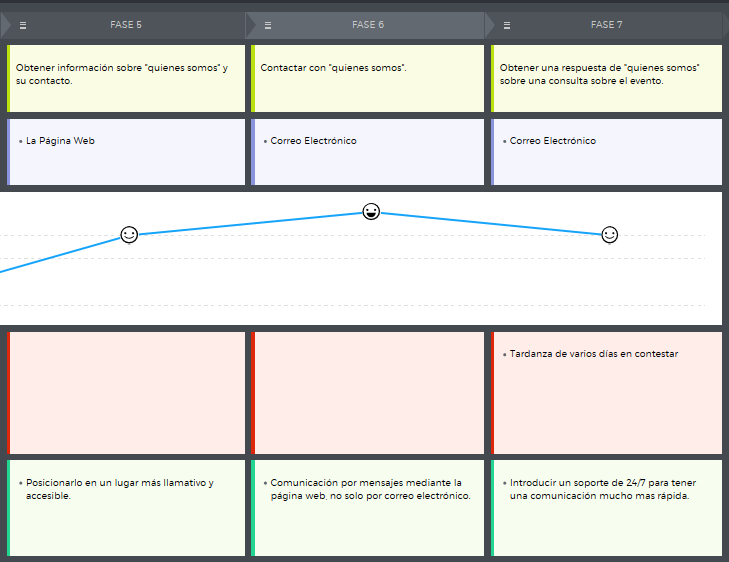 FASE 5
FASE 6
FASE 7
Obtener información sobre "quienes somos" y
su contacto.
Contactar con "quienes somos".
Obtener una respuesta de "quienes somos"
sobre una consulta sobre el evento.
• La Página Web
• Correo Electrónico
• Correo Electrónico
• Tardanza de varios días en contestar
• Posicionarlo en un lugar más llamativo y
accesible.
• Comunicación por mensajes mediante la
página web, no solo por correo electrónico.
• Introducir un soporte de 24/7 para tener
una comunicación mucho mas rápida.